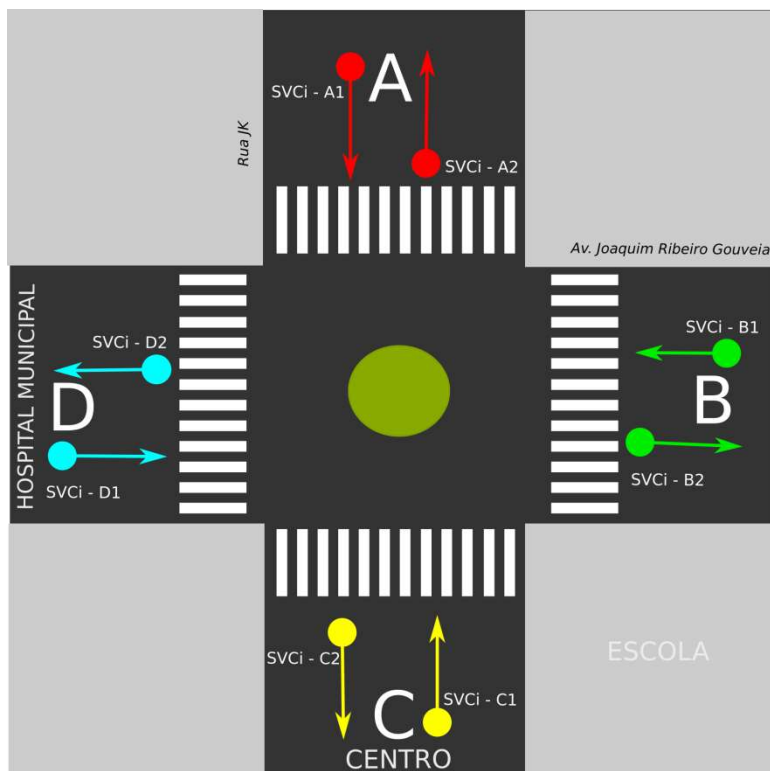 A
SVCi - A1
SVCi - A2
Rua JK
Av. Joaquim Ribeiro Gouveia
HOSPITAL MUNICIPAL
SVCi - D2
D
SVCi - D1
SVCi - B1
B
SVCi - B2
SVCi - C2
SVCi - C1
C
CENTRO
ESCOLA